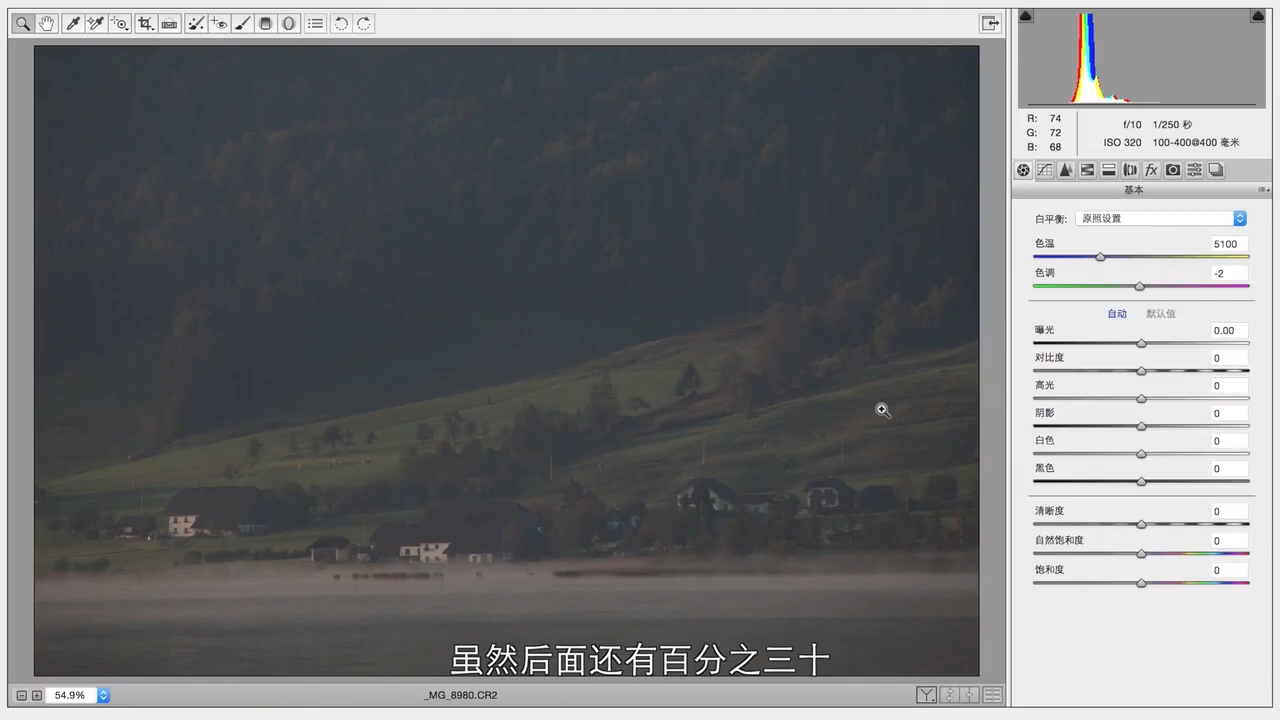 R: 74
G: 72
B: 68
f/10 1/250 秒
ISO 320 100-400@400 毫米
基本
白平衡: 原照设置
色温 5100
色调 -2
自动 默认值
曝光 0.00
对比度 0
高光 0
阴影 0
白色 0
黑色 0
清晰度 0
自然饱和度 0
饱和度 0
虽然后面还有百分之三十
54.9%
_MG_8980.CR2